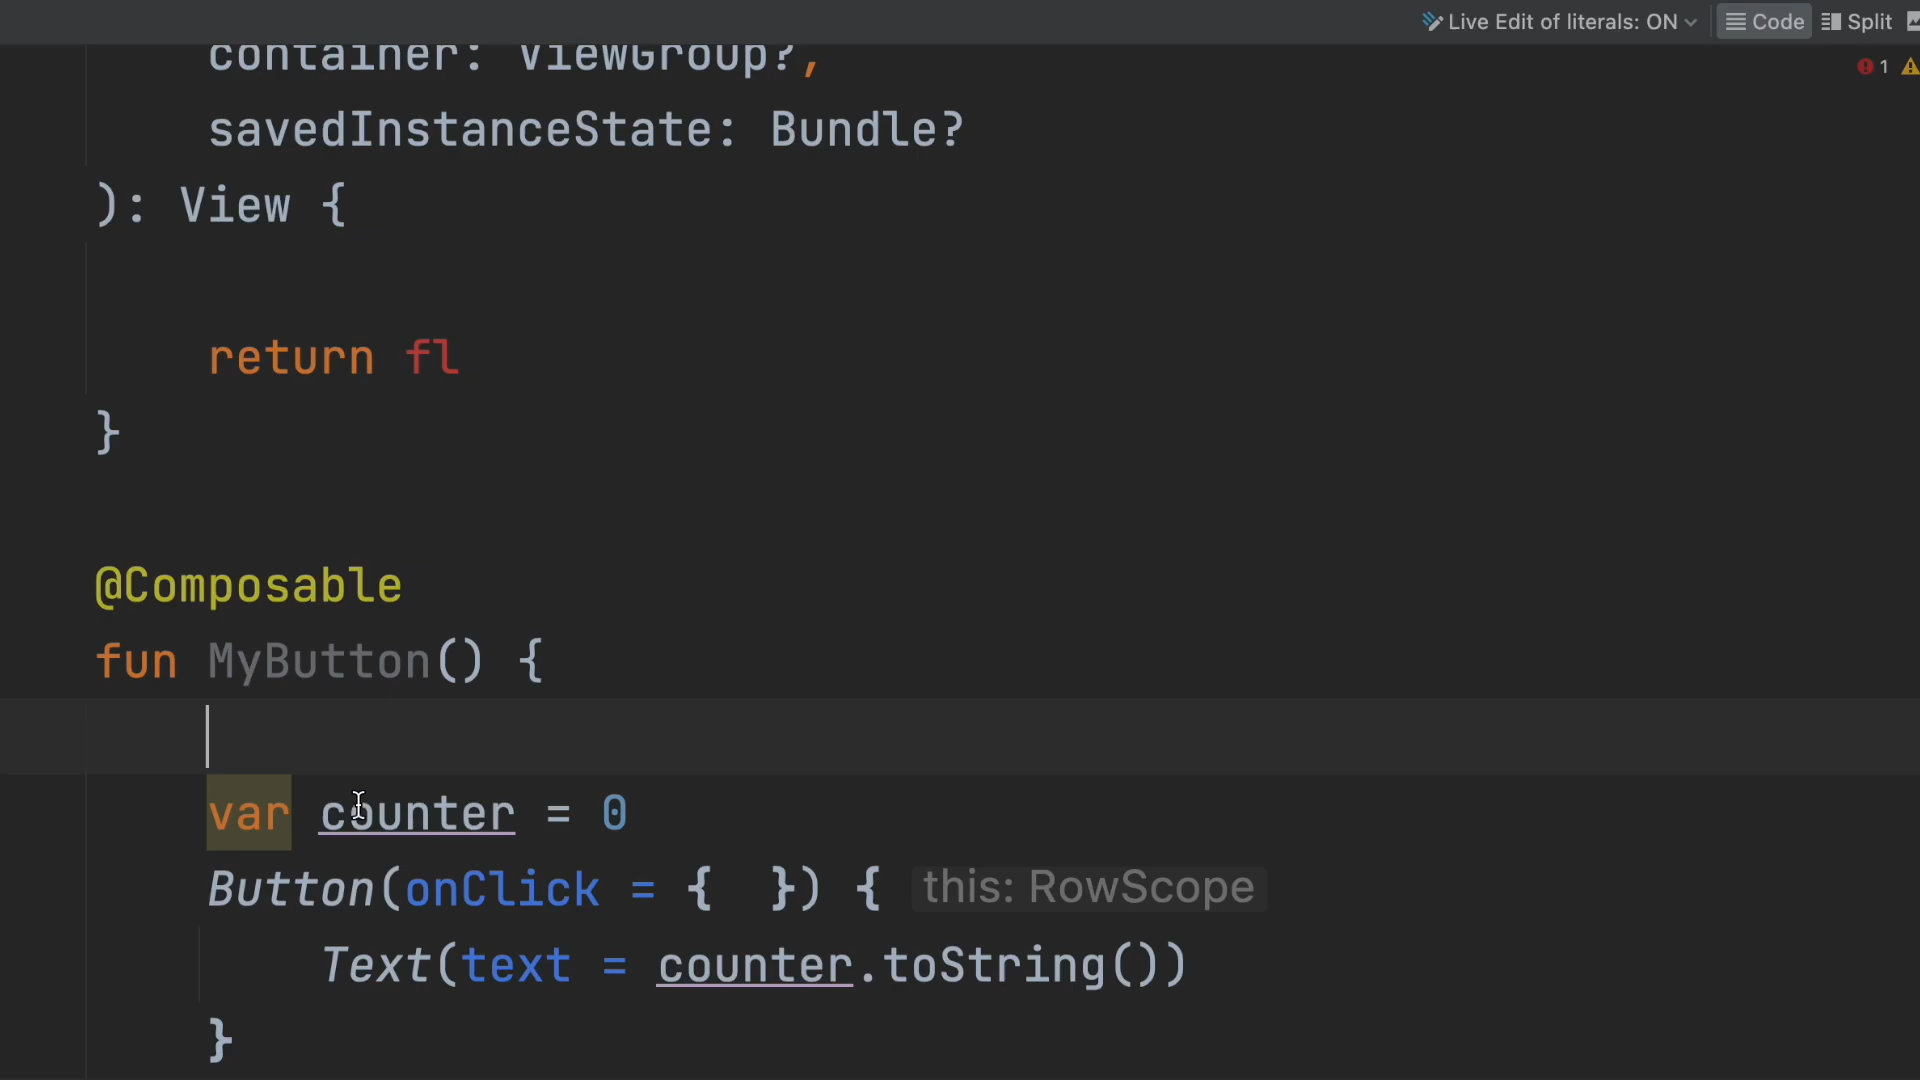 Live Edit of literals: ON
Code
Split
1
container: ViewGroup?,
savedInstanceState: Bundle?
): View {
return fl
}
@Composable
fun MyButton() {
var counter = 0
Button(onClick = {  }) { this: RowScope
Text(text = counter.toString())
}